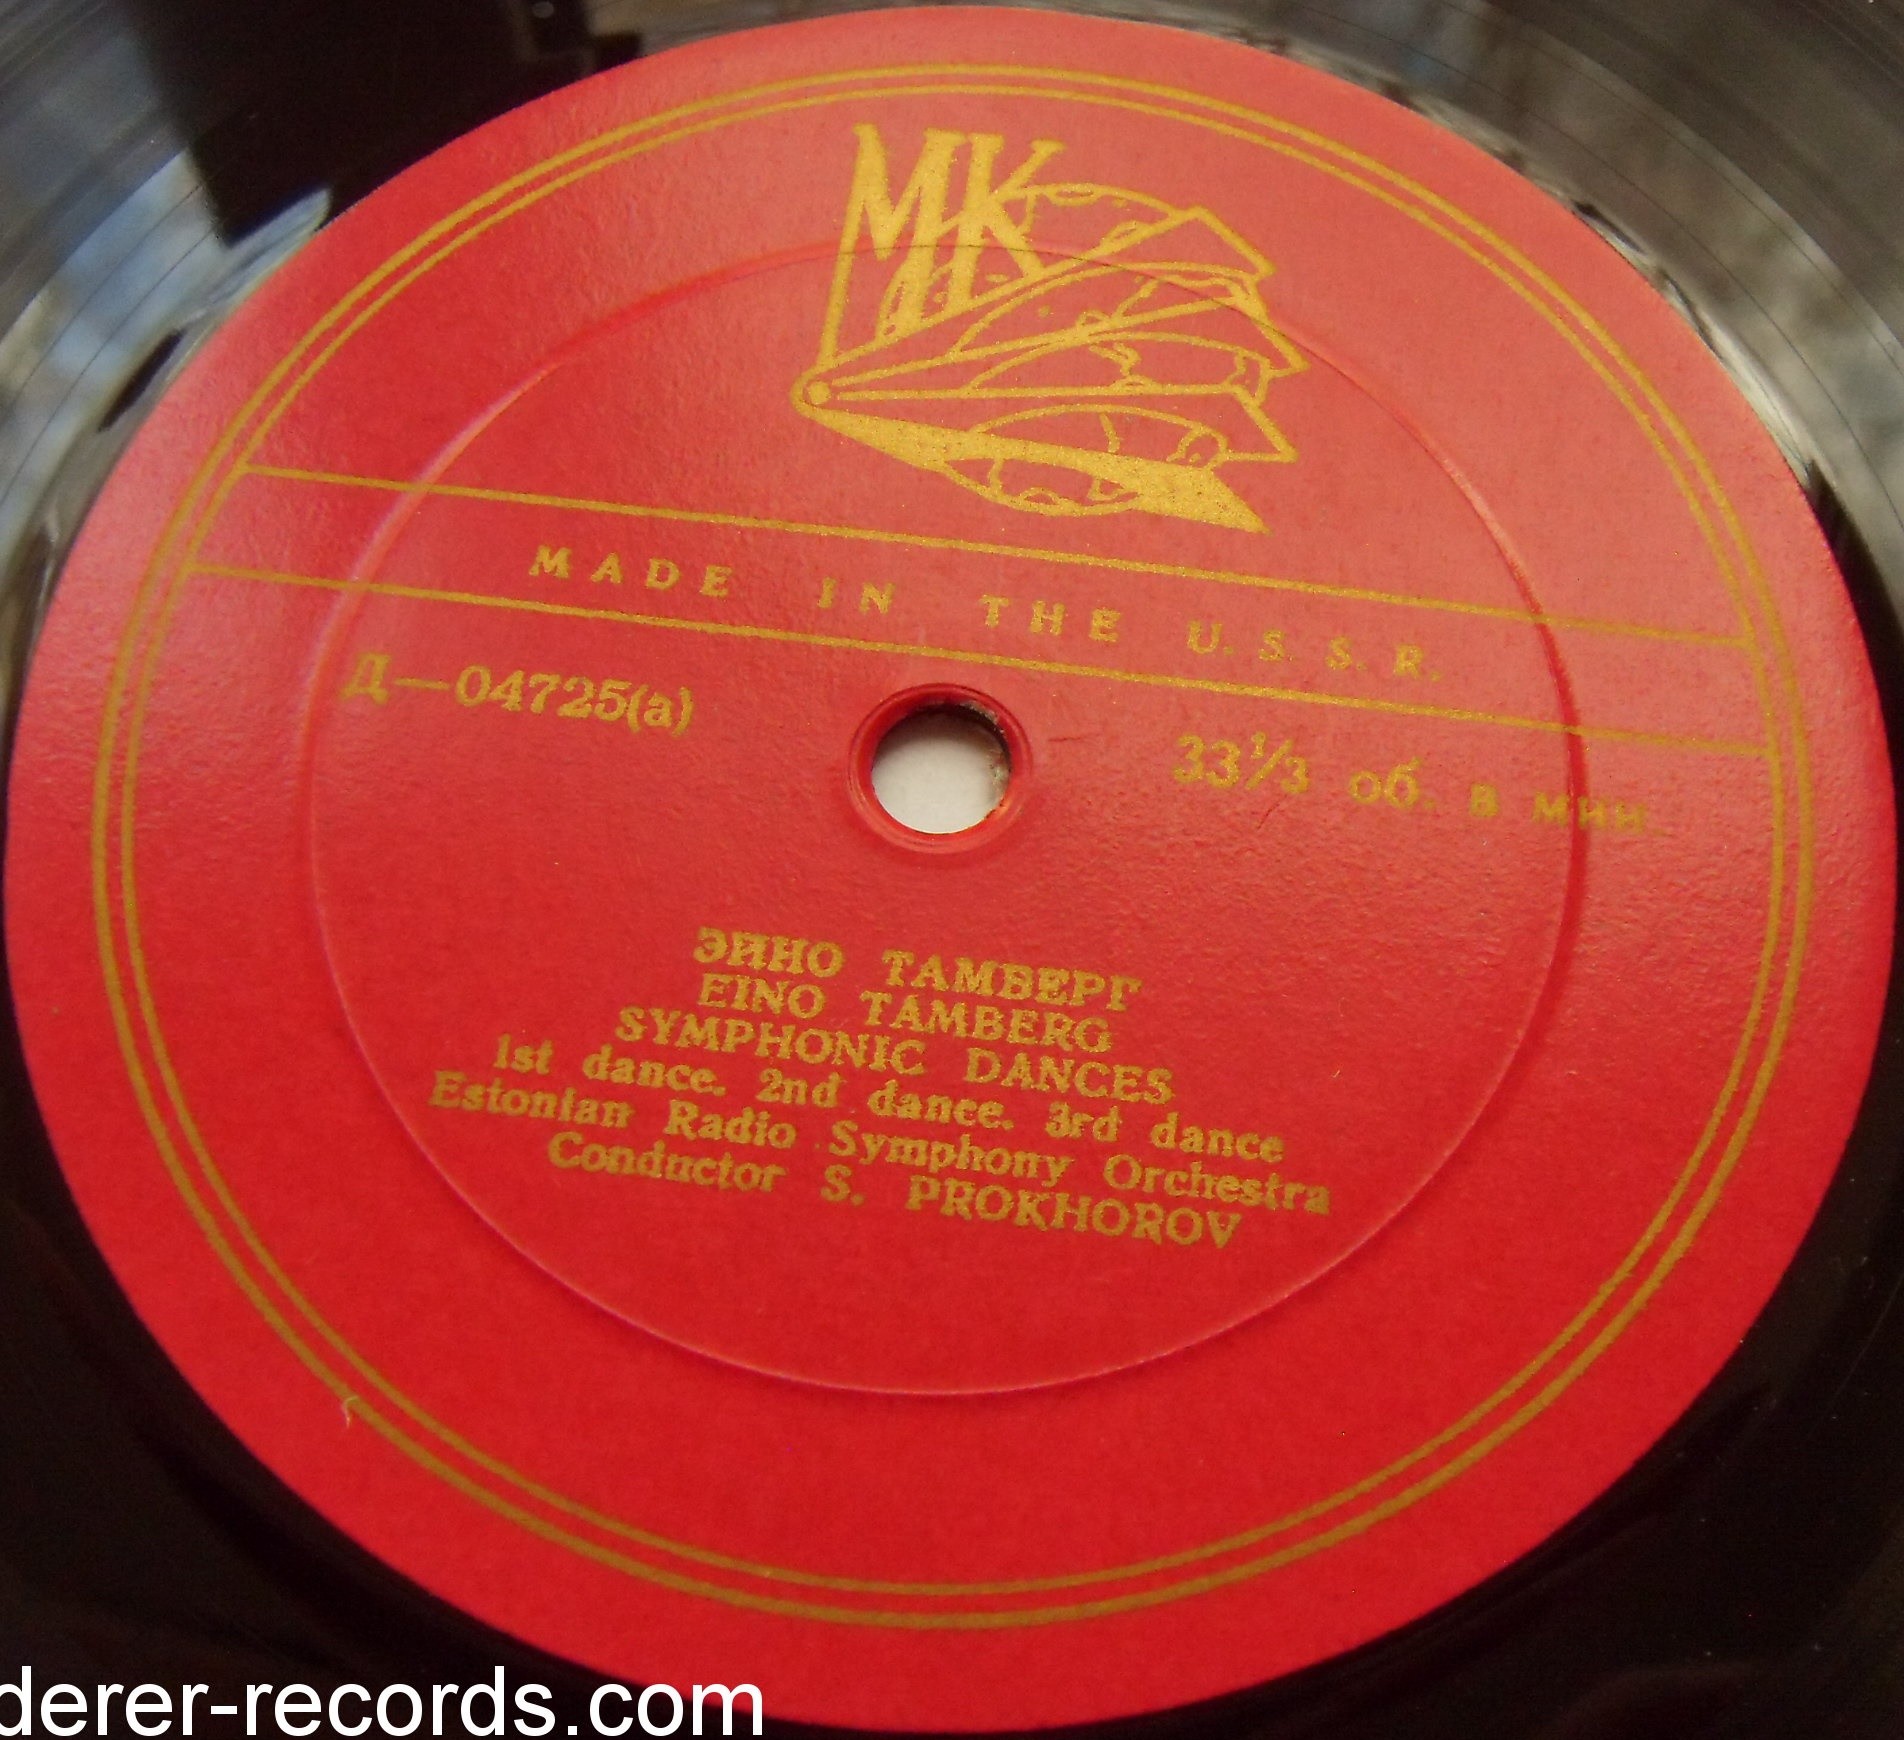 МК
MADE IN THE U.S.S.R.
Д—04725(а)
33⅓ об. в мин.
ЭЙНО ТАМБЕРГ
EINO TAMBERG
SYMPHONIC DANCES
1st dance. 2nd dance. 3rd dance
Estonian Radio Symphony Orchestra
Conductor S. PROKHOROV
derer-records.com